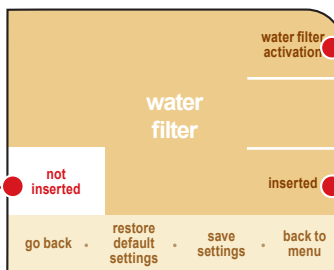 water filter
activation
water
filter
not
inserted
inserted
go back
restore
default
settings
save
settings
back to
menu